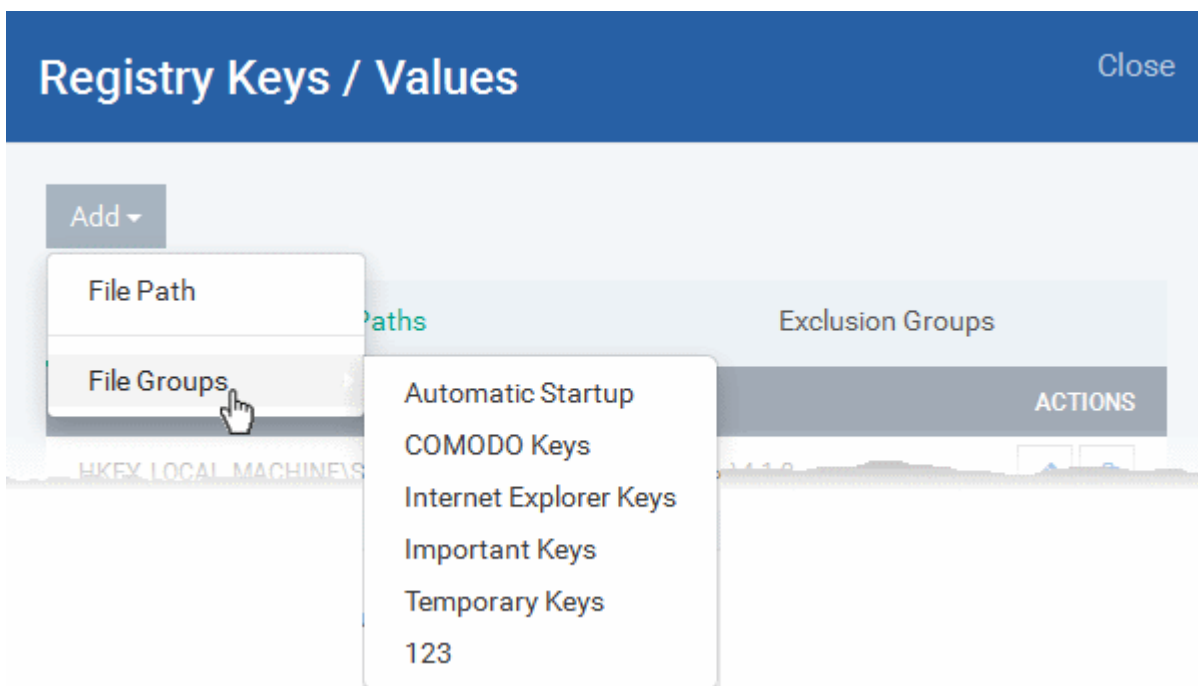 Registry Keys / Values
Close
Add
File Path
Paths
Exclusion Groups
File Groups
Automatic Startup
ACTIONS
COMODO Keys
HKEY_LOCAL_MACHINE\S
Internet Explorer Keys
Important Keys
Temporary Keys
123